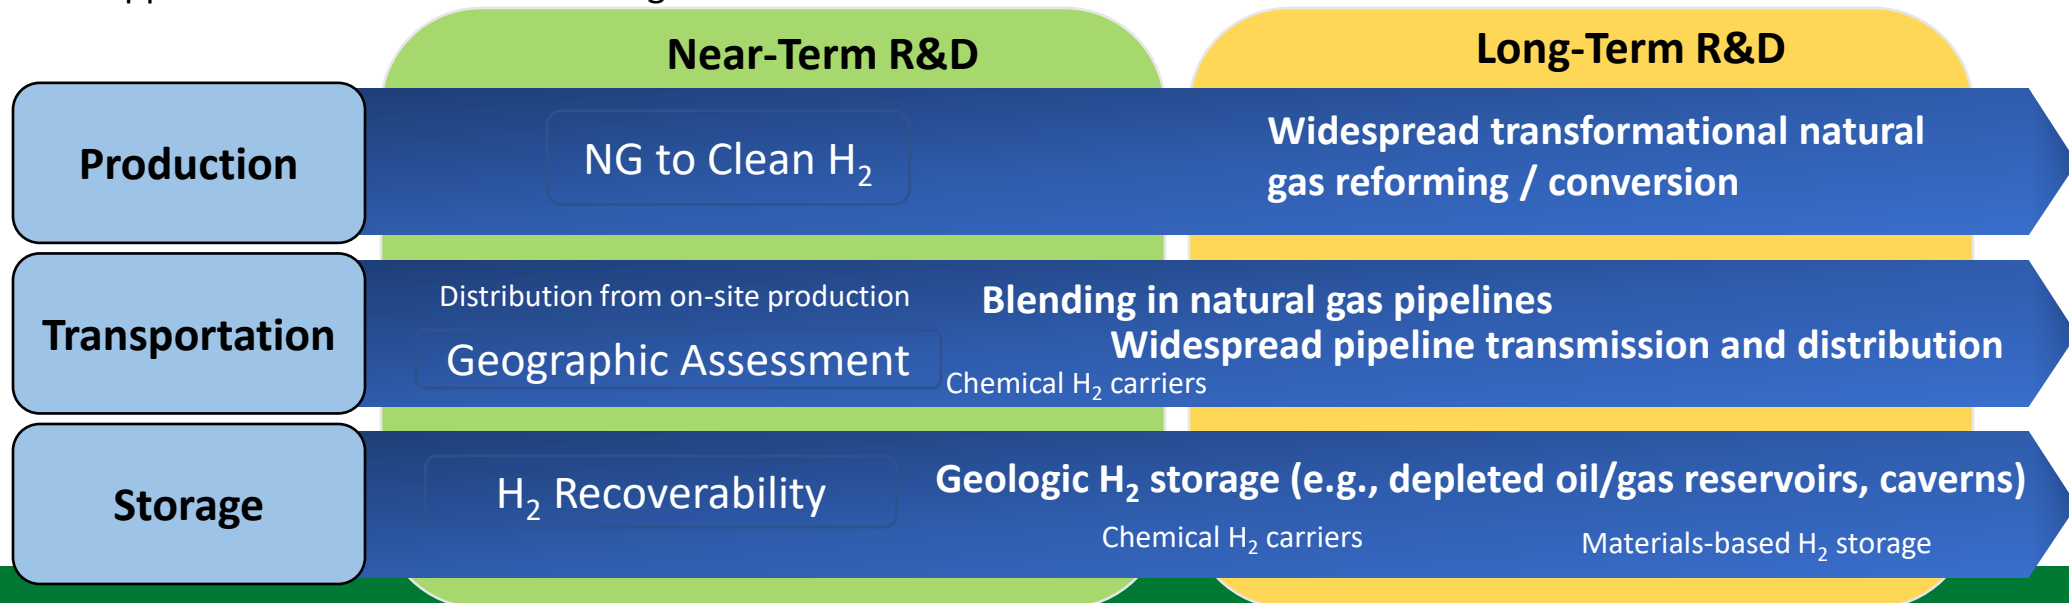 Near-Term R&D
Long-Term R&D
Production
NG to Clean H₂
Widespread transformational natural
gas reforming / conversion
Transportation
Distribution from on-site production
Geographic Assessment
Blending in natural gas pipelines
Widespread pipeline transmission and distribution
Chemical H₂ carriers
Storage
H₂ Recoverability
Geologic H₂ storage (e.g., depleted oil/gas reservoirs, caverns)
Chemical H₂ carriers
Materials-based H₂ storage